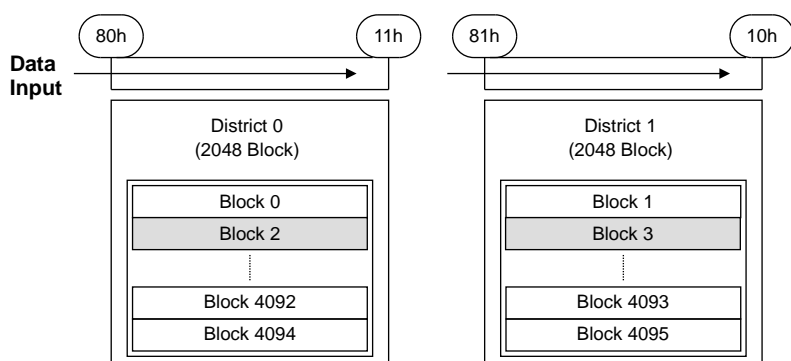 80h
11h
81h
10h
Data
Input
District 0
(2048 Block)
District 1
(2048 Block)
Block 0
Block 2
Block 4092
Block 4094
Block 1
Block 3
Block 4093
Block 4095